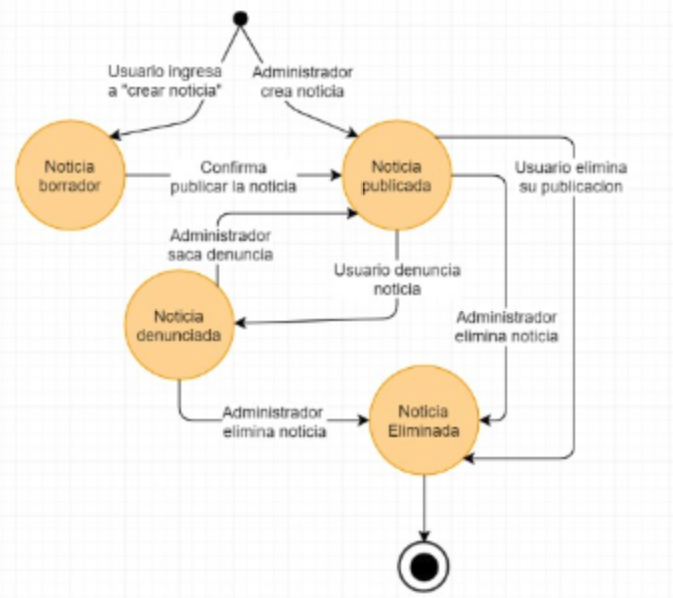 Usuario ingresa
a "crear noticia"
Administrador
crea noticia
Noticia
borrador
Confirma
publicar la noticia
Noticia
publicada
Usuario elimina
su publicacion
Administrador
saca denuncia
Usuario denuncia
noticia
Noticia
denunciada
Administrador
elimina noticia
Administrador
elimina noticia
Noticia
Eliminada